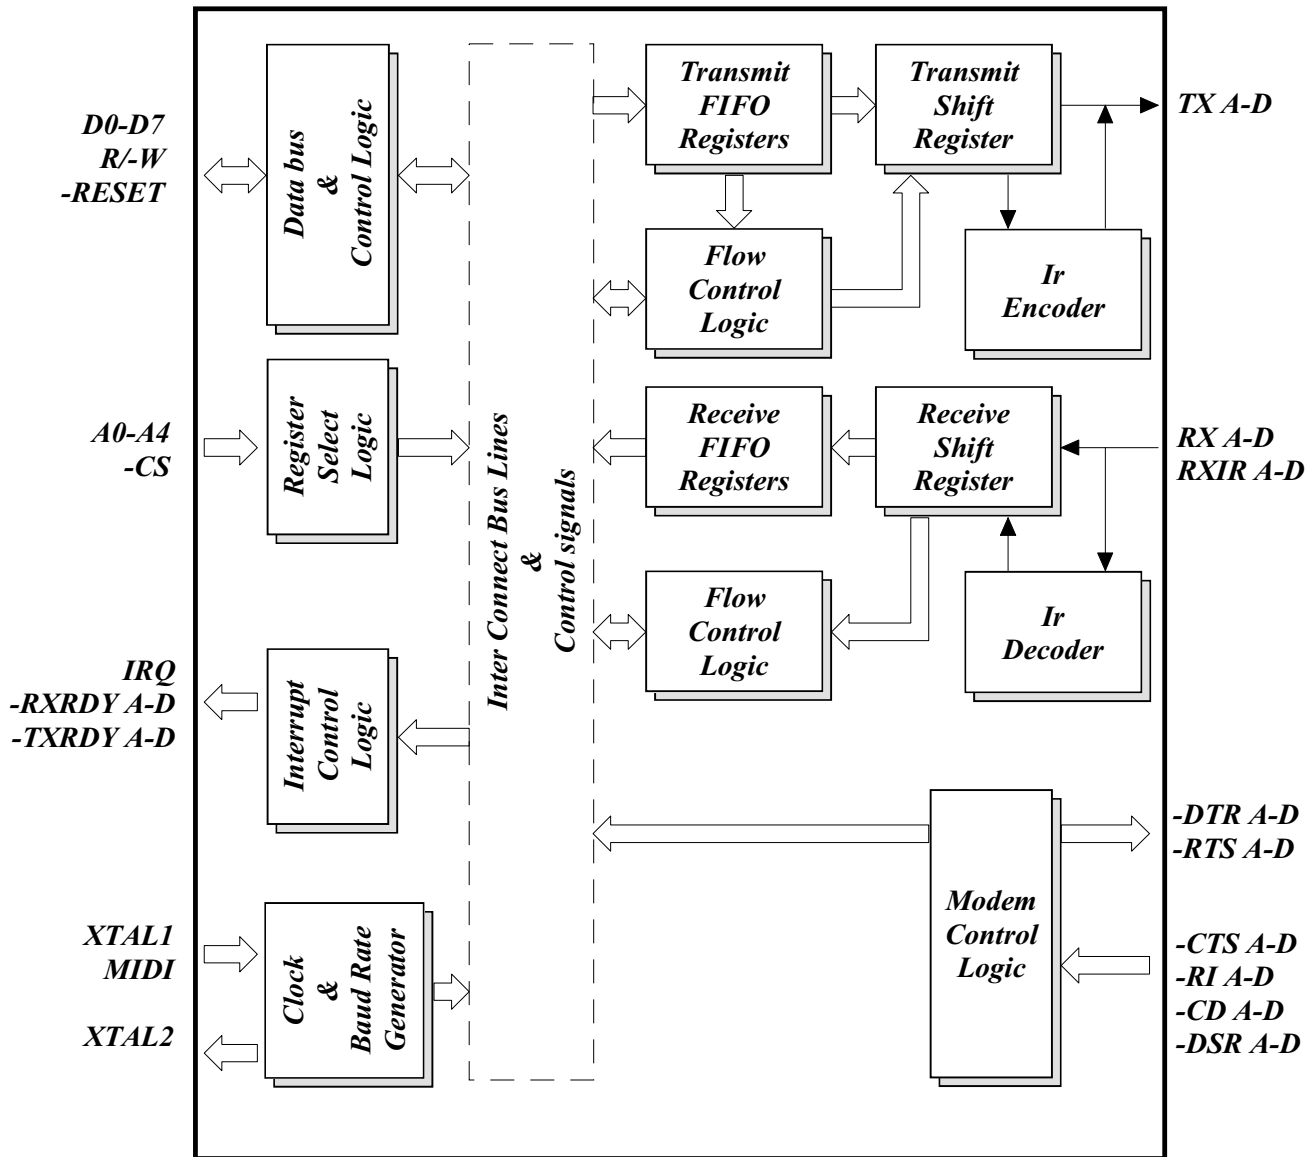 D0-D7
R/-W
-RESET
Data bus
&
Control Logic
A0-A4
-CS
Register
Select
Logic
IRQ
-RXRDY A-D
-TXRDY A-D
Interrupt
Control
Logic
XTAL1
MIDI
XTAL2
Clock
&
Baud Rate
Generator
Inter Connect Bus Lines
&
Control signals
Transmit
FIFO
Registers
Transmit
Shift
Register
TX A-D
Flow
Control
Logic
Ir
Encoder
Receive
FIFO
Registers
Receive
Shift
Register
RX A-D
RXIR A-D
Flow
Control
Logic
Ir
Decoder
Modem
Control
Logic
-DTR A-D
-RTS A-D
-CTS A-D
-RI A-D
-CD A-D
-DSR A-D